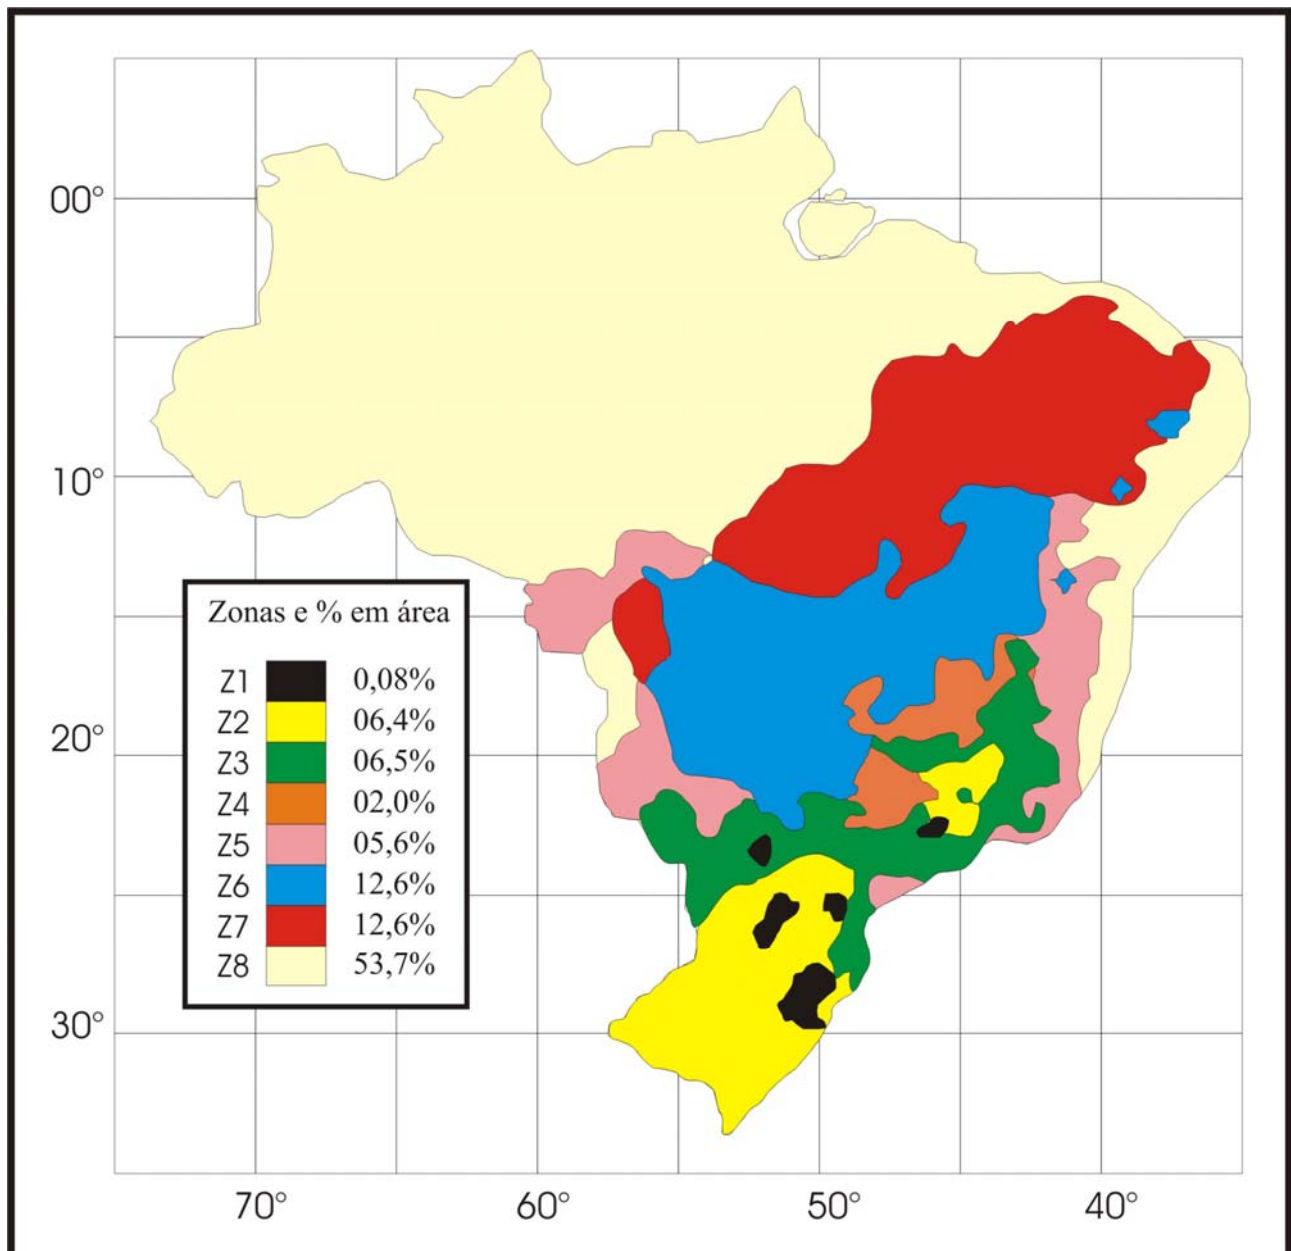 00°
10°
20°
30°
Zonas e % em área
Z1 0,08%
Z2 06,4%
Z3 06,5%
Z4 02,0%
Z5 05,6%
Z6 12,6%
Z7 12,6%
Z8 53,7%
70° 60° 50° 40°